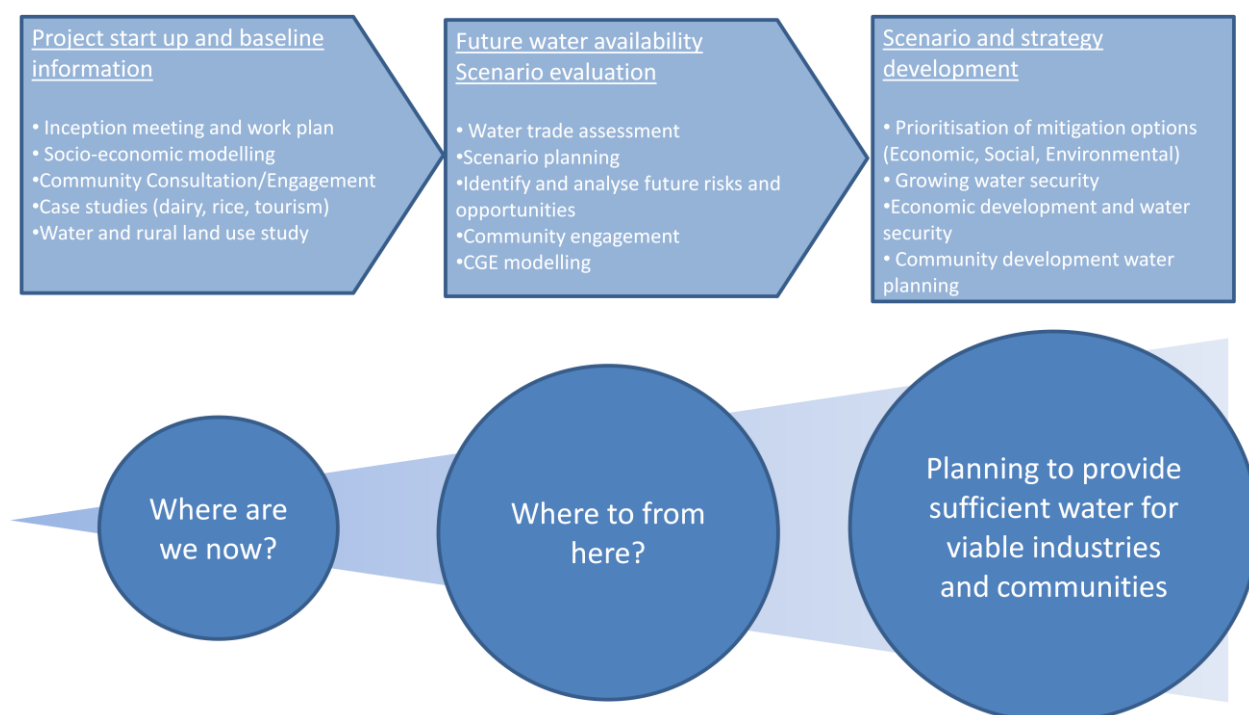 Project start up and baseline
information
• Inception meeting and work plan
• Socio-economic modelling
•Community Consultation/Engagement
•Case studies (dairy, rice, tourism)
•Water and rural land use study
Future water availability
Scenario evaluation
• Water trade assessment
•Scenario planning
•Identify and analyse future risks and
opportunities
•Community engagement
•CGE modelling
Scenario and strategy
development
• Prioritisation of mitigation options
(Economic, Social, Environmental)
• Growing water security
•Economic development and water
security
• Community development water
planning
Where are
we now?
Where to from
here?
Planning to provide
sufficient water for
viable industries
and communities